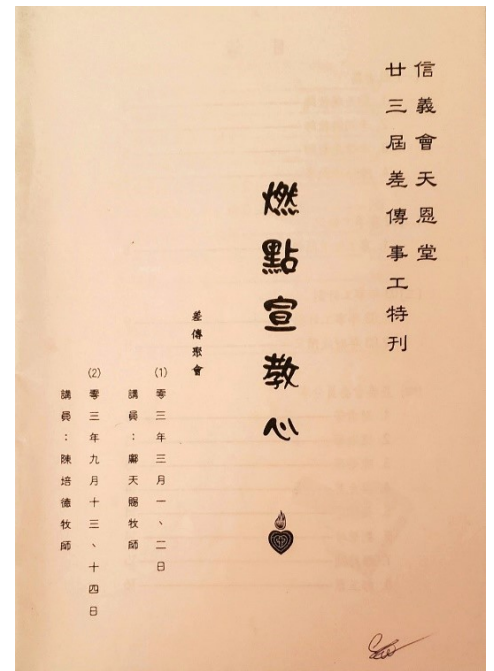 信義會天恩堂
廿三屆差傳事工特刊
燃點宣教心
差傳聚會
(1) 零三年三月一、二日
講員：鄺天賜牧師
(2) 零三年九月十三、十四日
講員：陳培德牧師